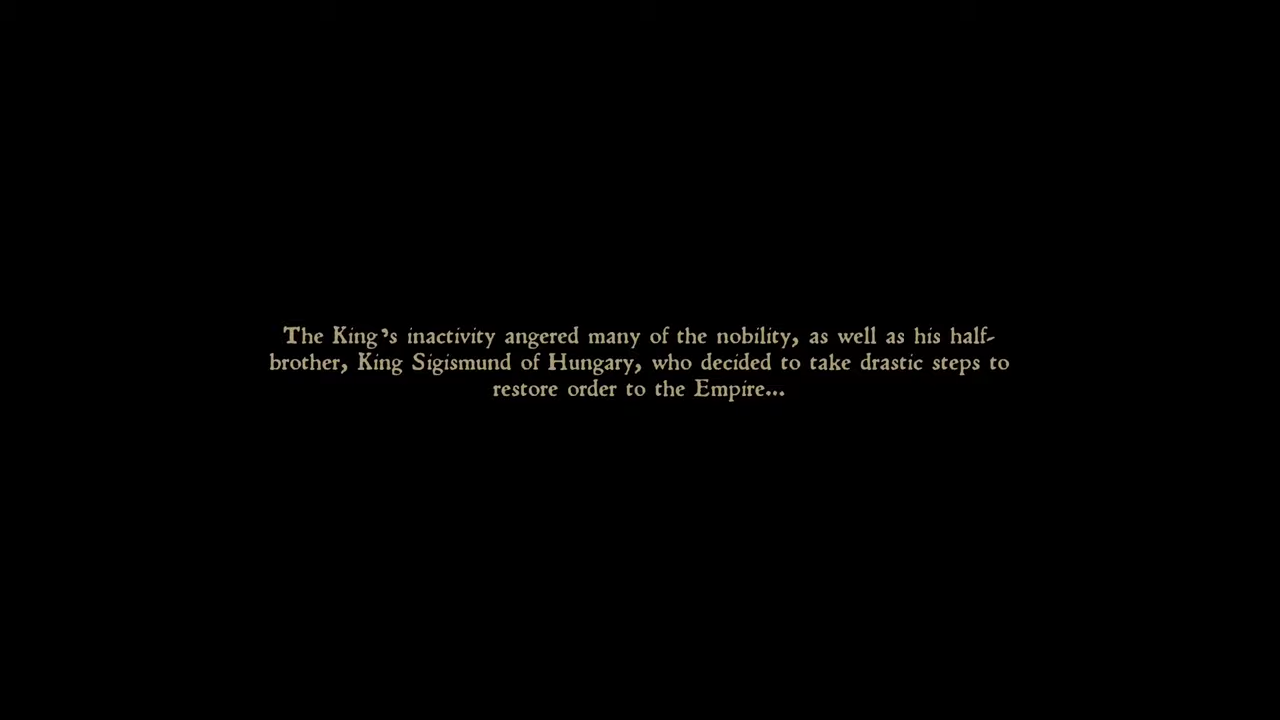 The King's inactivity angered many of the nobility, as well as his half-
brother, King Sigismund of Hungary, who decided to take drastic steps to
restore order to the Empire...